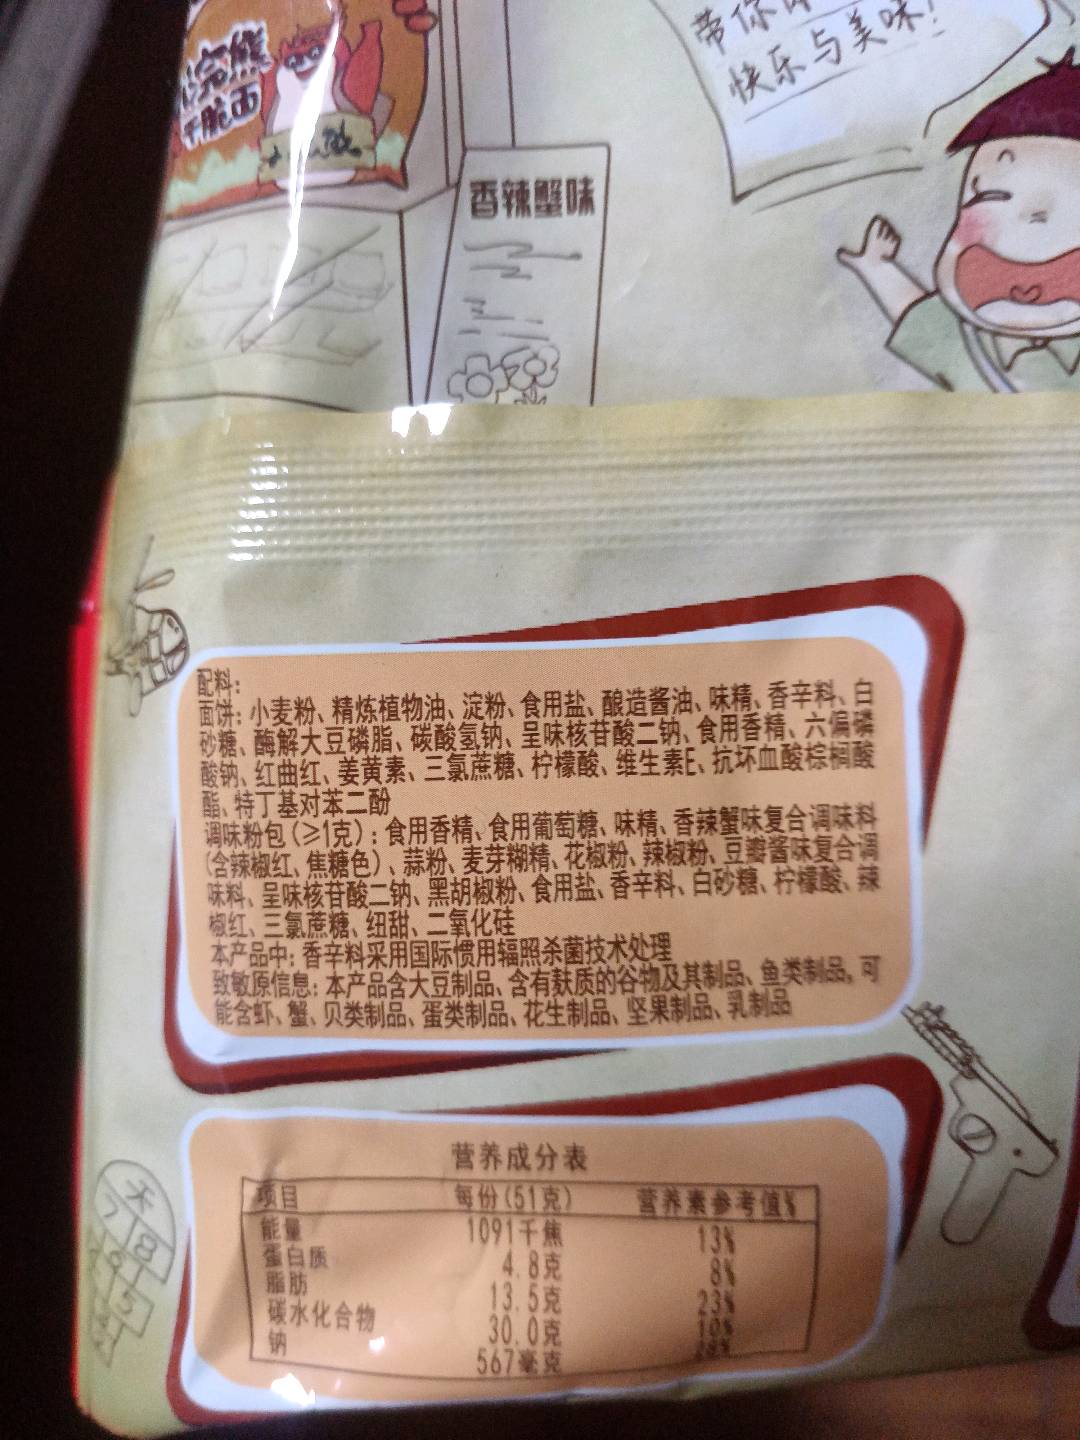 浣熊
干脆面
香辣蟹味
带你
快乐与美味!
配料:
面饼: 小麦粉、精炼植物油、淀粉、食用盐、酿造酱油、味精、香辛料、白
砂糖、酶解大豆磷脂、碳酸氢钠、呈味核苷酸二钠、食用香精、六偏磷
酸钠、红曲红、姜黄素、三氯蔗糖、柠檬酸、维生素E、抗坏血酸棕榈酸
酯、特丁基对苯二酚
调味粉包(≥1克): 食用香精、食用葡萄糖、味精、香辣蟹味复合调味料
(含辣椒红、焦糖色)、蒜粉、麦芽糊精、花椒粉、辣椒粉、豆瓣酱味复合调
味料、呈味核苷酸二钠、黑胡椒粉、食用盐、香辛料、白砂糖、柠檬酸、辣
椒红、三氯蔗糖、纽甜、二氧化硅
本产品中: 香辛料采用国际惯用辐照杀菌技术处理
致敏原信息: 本产品含大豆制品、含有麸质的谷物及其制品、鱼类制品, 可
能含虾、蟹、贝类制品、蛋类制品、花生制品、坚果制品、乳制品
营养成分表
项目 每份(51克) 营养素参考值%
能量 1091千焦 13%
蛋白质 4.8克 8%
脂肪 13.5克 23%
碳水化合物 30.0克 10%
钠 567毫克
天
7 8
6 5